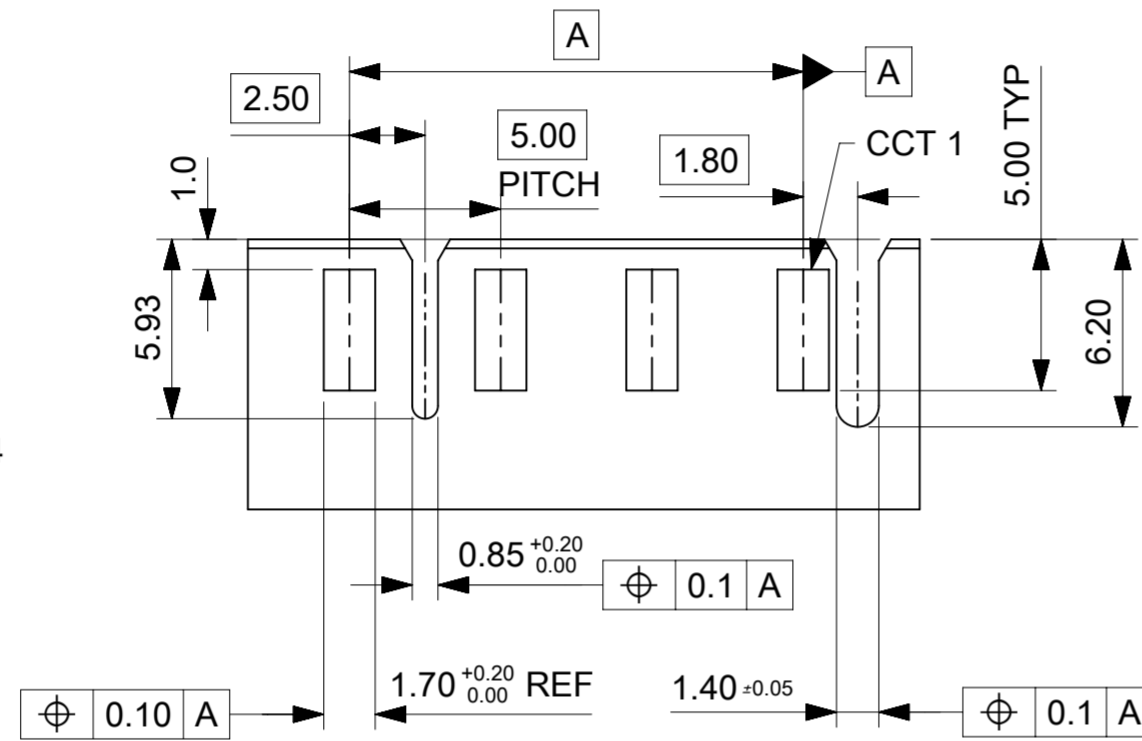 A
A
2.50
5.00
PITCH
1.80
CCT 1
5.00 TYP
1.0
5.93
6.20
0.85 +0.20 0.00
⌖ 0.1 A
1.70 +0.20 0.00 REF
1.40 ±0.05
⌖ 0.10 A
⌖ 0.1 A